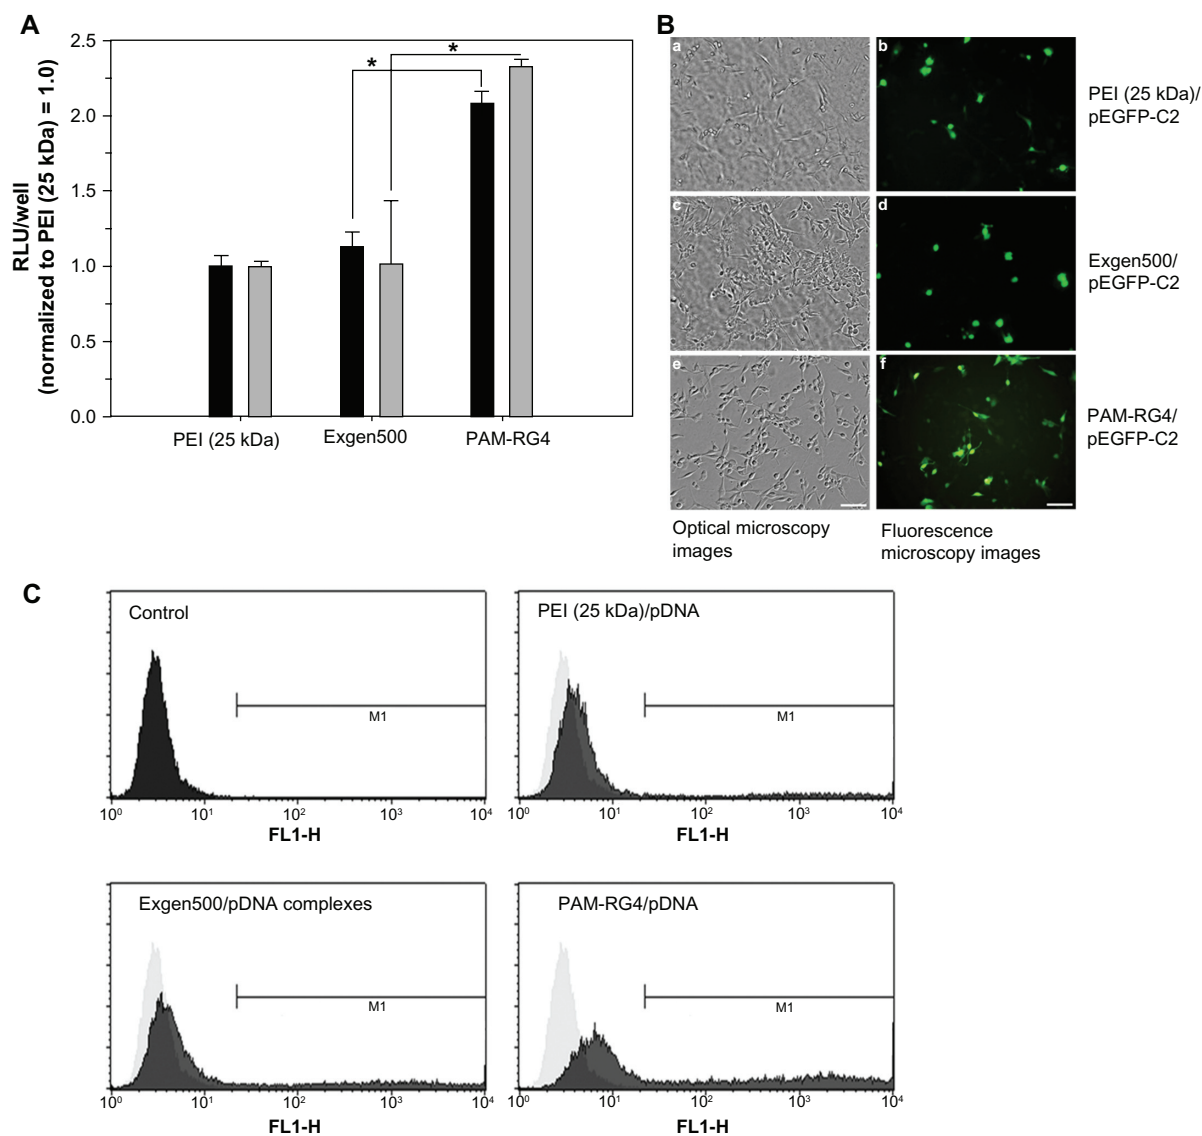 A
RLU/well
(normalized to PEI (25 kDa) = 1.0)
2.5
2.0
1.5
1.0
0.5
0.0
*
*
PEI (25 kDa)
Exgen500
PAM-RG4
B
a
b
PEI (25 kDa)/
pEGFP-C2
c
d
Exgen500/
pEGFP-C2
e
f
PAM-RG4/
pEGFP-C2
Optical microscopy
images
Fluorescence
microscopy images
C
Control
M1
10⁰ 10¹ 10² 10³ 10⁴
FL1-H
PEI (25 kDa)/pDNA
M1
10⁰ 10¹ 10² 10³ 10⁴
FL1-H
Exgen500/pDNA complexes
M1
10⁰ 10¹ 10² 10³ 10⁴
FL1-H
PAM-RG4/pDNA
M1
10⁰ 10¹ 10² 10³ 10⁴
FL1-H